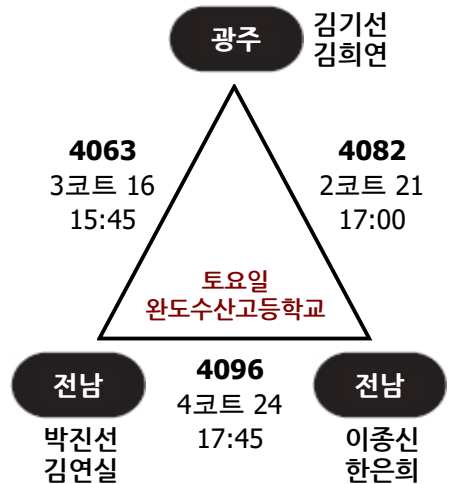 광주
김기선
김희연
4063
3코트 16
15:45
4082
2코트 21
17:00
토요일
완도수산고등학교
전남
박진선
김연실
4096
4코트 24
17:45
전남
이종신
한은희